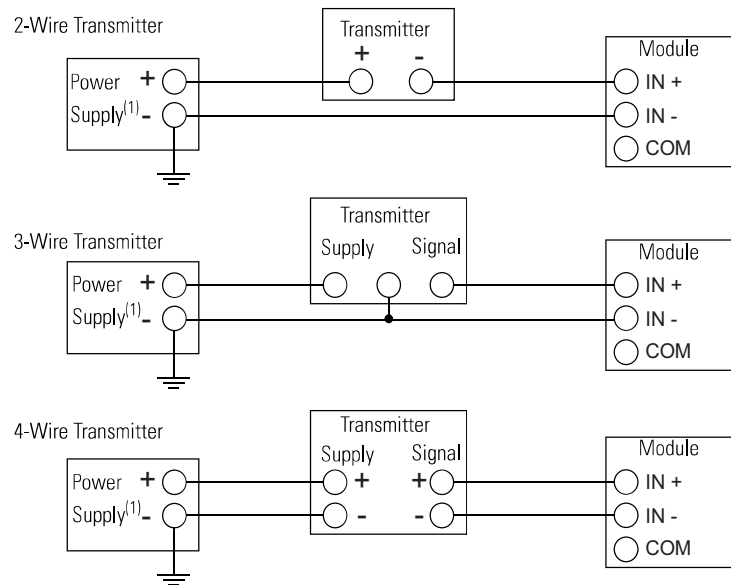 2-Wire Transmitter
Transmitter
+ -
Module
Power +
Supply(1) -
IN +
IN -
COM
3-Wire Transmitter
Transmitter
Supply Signal
Module
Power +
Supply(1) -
IN +
IN -
COM
4-Wire Transmitter
Transmitter
Supply Signal
Module
Power +
Supply(1) -
+ +
- -
IN +
IN -
COM